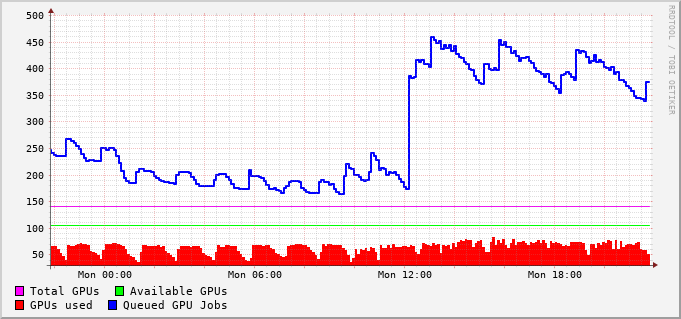 500
450
400
350
300
250
200
150
100
50
Mon 00:00 Mon 06:00 Mon 12:00 Mon 18:00
Total GPUs Available GPUs
GPUs used Queued GPU Jobs
RRDTOOL / TOBI OETIKER